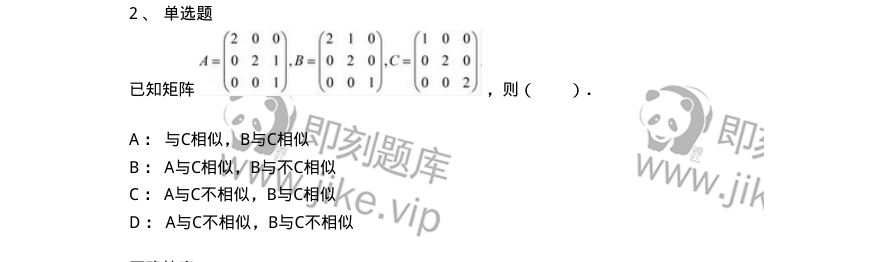 2 、 单选题
已知矩阵 A = (2 0 0 0 2 1 0 0 1), B = (2 1 0 0 2 0 0 0 1), C = (1 0 0 0 2 0 0 0 2) ，则 ( ) .
A： 与C相似，B与C相似
B： A与C相似，B与不C相似
C： A与C不相似，B与C相似
D： A与C不相似，B与C不相似
即刻题库
www.jike.vip
即刻
www.jik